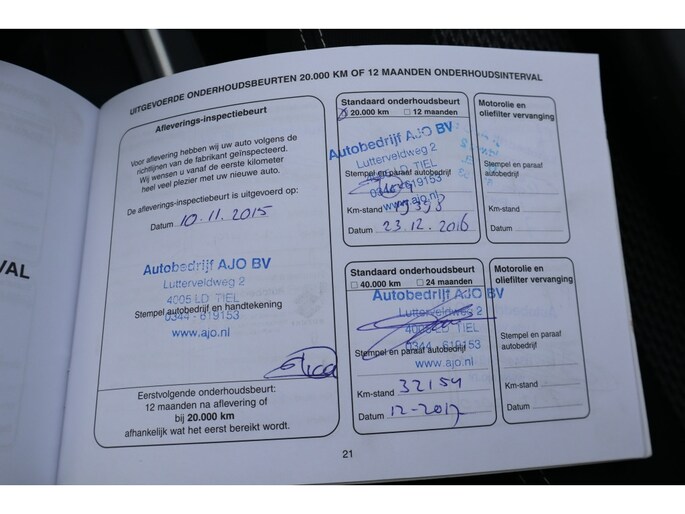 VAL
UITGEVOERDE ONDERHOUDSBEURTEN 20.000 KM OF 12 MAANDEN ONDERHOUDSINTERVAL
Afleverings-inspectiebeurt
Voor aflevering hebben wij uw auto volgens de
richtlijnen van de fabrikant geïnspecteerd.
Wij wensen u vanaf de eerste kilometer
heel veel plezier met uw nieuwe auto.
De afleverings-inspectiebeurt is uitgevoerd op:
Datum 10.11.2015
Autobedrijf AJO BV
Lutterveldweg 2
4005 LD TIEL
Stempel autobedrijf en handtekening
0344 - 619153
www.ajo.nl
Eerstvolgende onderhoudsbeurt:
12 maanden na aflevering of
bij 20.000 km
afhankelijk wat het eerst bereikt wordt.
Standaard onderhoudsbeurt
20.000 km 12 maanden
Autobedrijf AJO BV
Lutterveldweg 2
LD TIEL
Stempel en paraaf autobedrijf
0344 - 619153
www.ajo.nl
Km-stand
Datum 23.12.2016
Motorolie en
oliefilter vervanging
Stempel en paraaf
autobedrijf
Km-stand
Datum
Standaard onderhoudsbeurt
40.000 km 24 maanden
Autobedrijf AJO BV
Lutterveldweg 2
LD TIEL
0344 - 619153
Stempel en paraaf autobedrijf
www.ajo.nl
Km-stand 32154
Datum 12-2017
Motorolie en
oliefilter vervanging
Stempel en paraaf
autobedrijf
Km-stand
Datum
21